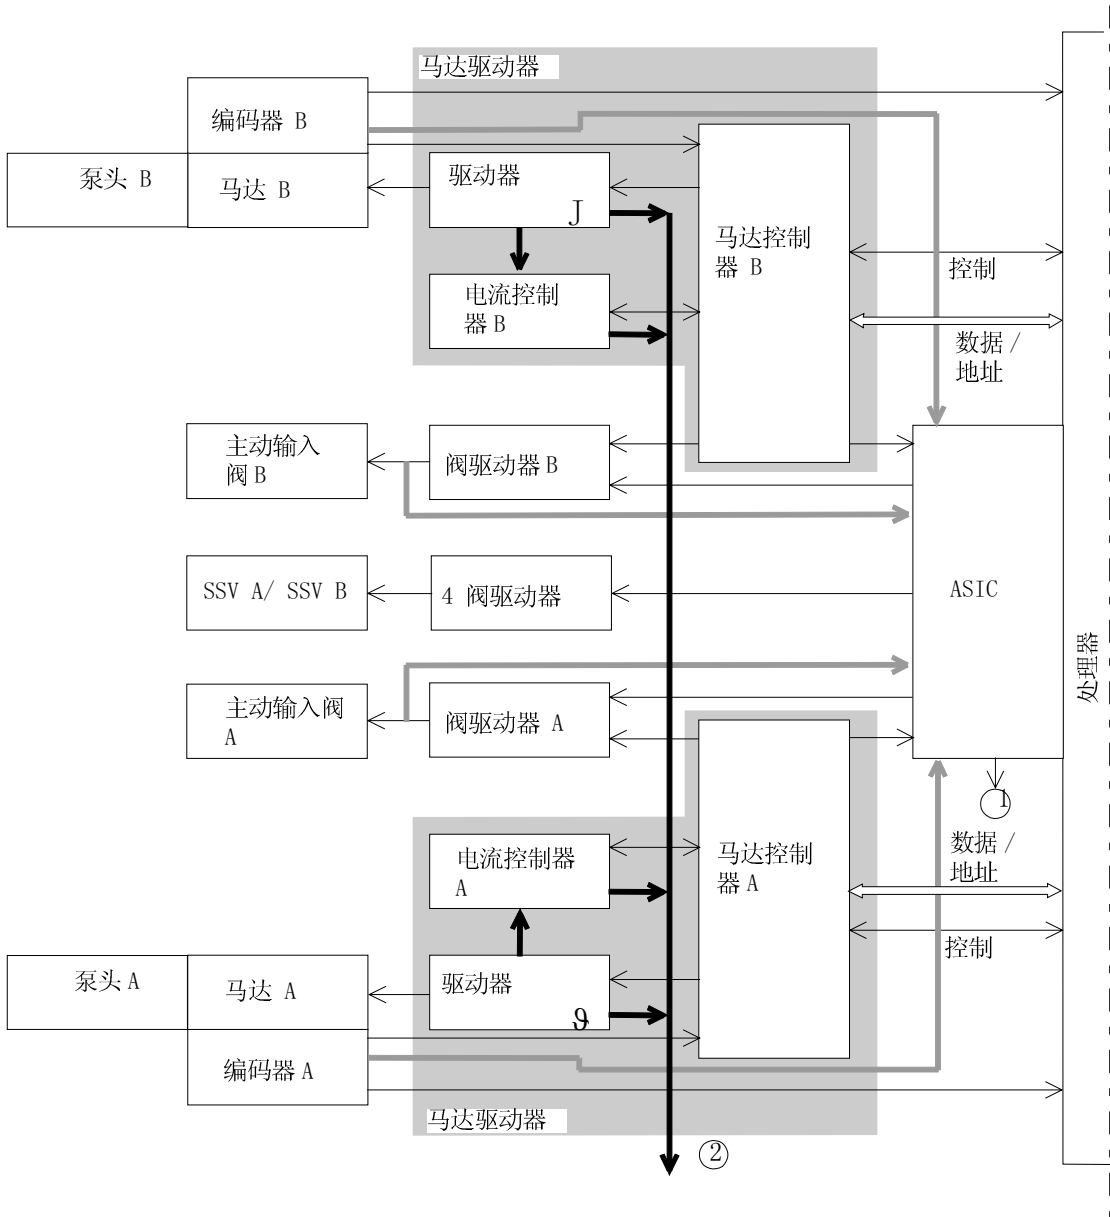 马达驱动器
编码器 B
泵头 B
马达 B
驱动器
J
马达控制
器 B
控制
电流控制
器 B
数据 /
地址
主动输入
阀 B
阀驱动器 B
SSV A/ SSV B
4 阀驱动器
ASIC
处理器
主动输入阀
A
阀驱动器 A
1
数据 /
地址
电流控制器
A
马达控制
器 A
控制
泵头 A
马达 A
驱动器
ϑ
编码器 A
马达驱动器
2